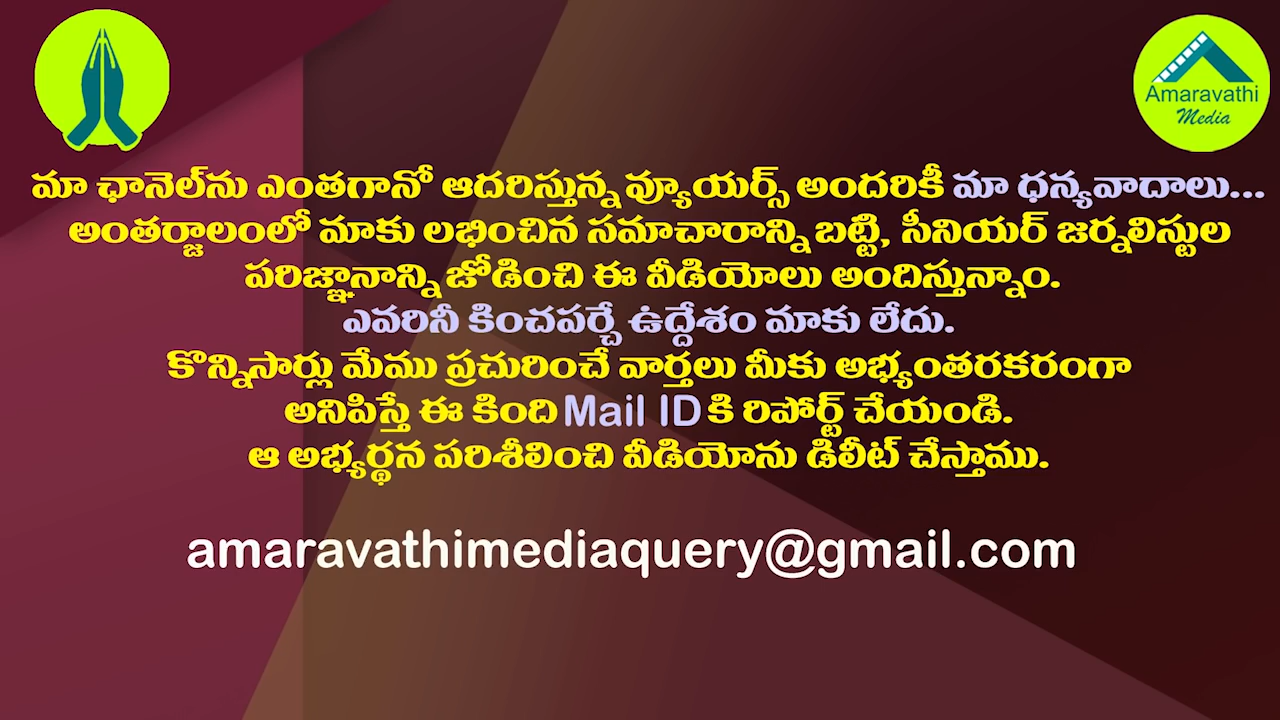 Amaravathi
Media
మా ఛానెల్‌ను ఎంతగానో ఆదరిస్తున్న వ్యూయర్స్ అందరికీ మా ధన్యవాదాలు...
అంతర్జాలంలో మాకు లభించిన సమాచారాన్ని బట్టి, సీనియర్ జర్నలిస్టుల
పరిజ్ఞానాన్ని జోడించి ఈ వీడియోలు అందిస్తున్నాం.
ఎవరినీ కించపర్చే ఉద్దేశం మాకు లేదు.
కొన్నిసార్లు మేము ప్రచురించే వార్తలు మీకు అభ్యంతరకరంగా
అనిపిస్తే ఈ కింది Mail ID కి రిపోర్ట్ చేయండి.
ఆ అభ్యర్థన పరిశీలించి వీడియోను డిలీట్ చేస్తాము.
amaravathimediaquery@gmail.com